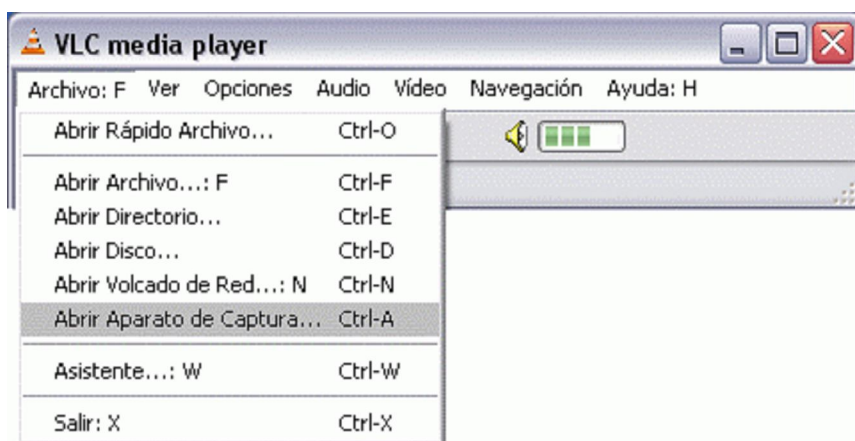 VLC media player
Archivo: F Ver Opciones Audio Vídeo Navegación Ayuda: H
Abrir Rápido Archivo... Ctrl-O
Abrir Archivo...: F Ctrl-F
Abrir Directorio... Ctrl-E
Abrir Disco... Ctrl-D
Abrir Volcado de Red...: N Ctrl-N
Abrir Aparato de Captura... Ctrl-A
Asistente...: W Ctrl-W
Salir: X Ctrl-X